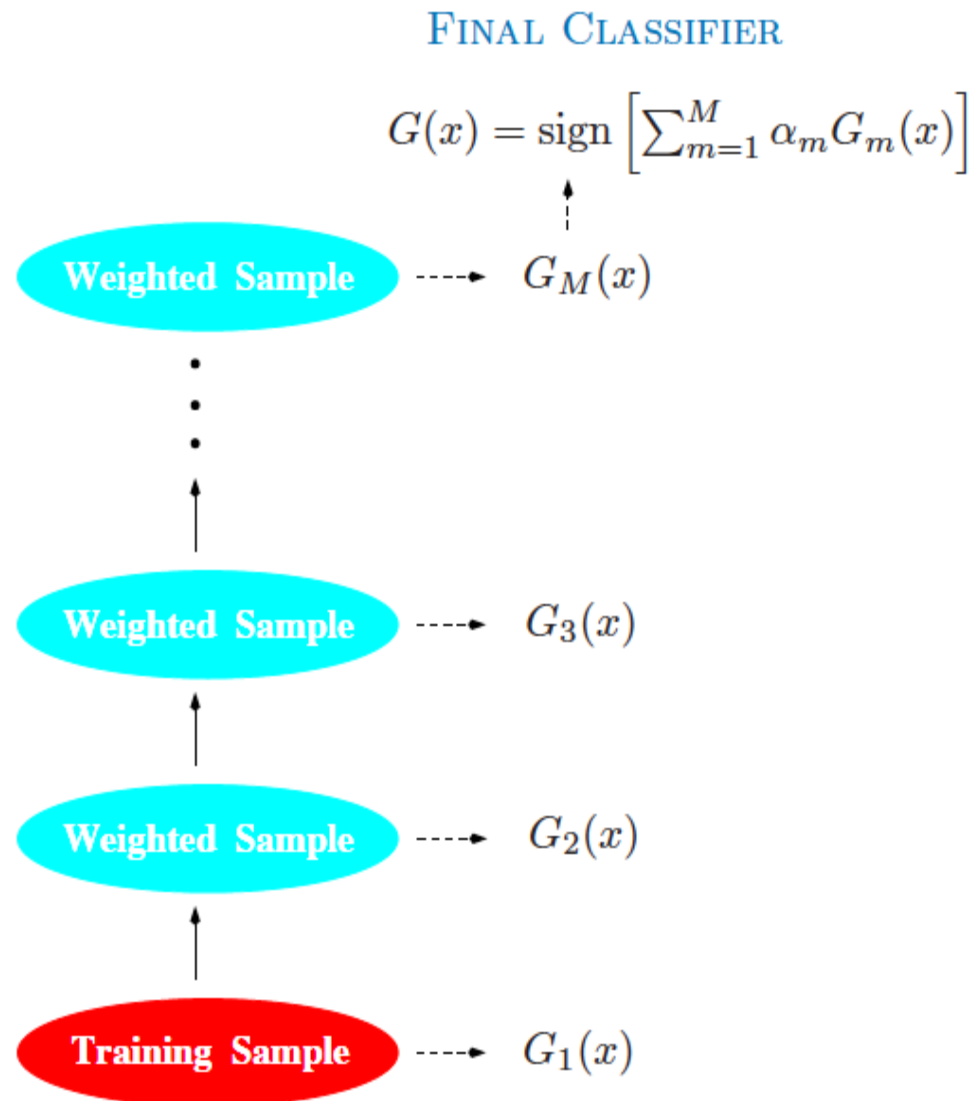 FINAL CLASSIFIER
G(x) = sign [∑_{m=1}^{M} α_m G_m(x)]
Weighted Sample G_M(x)
Weighted Sample G_3(x)
Weighted Sample G_2(x)
Training Sample G_1(x)